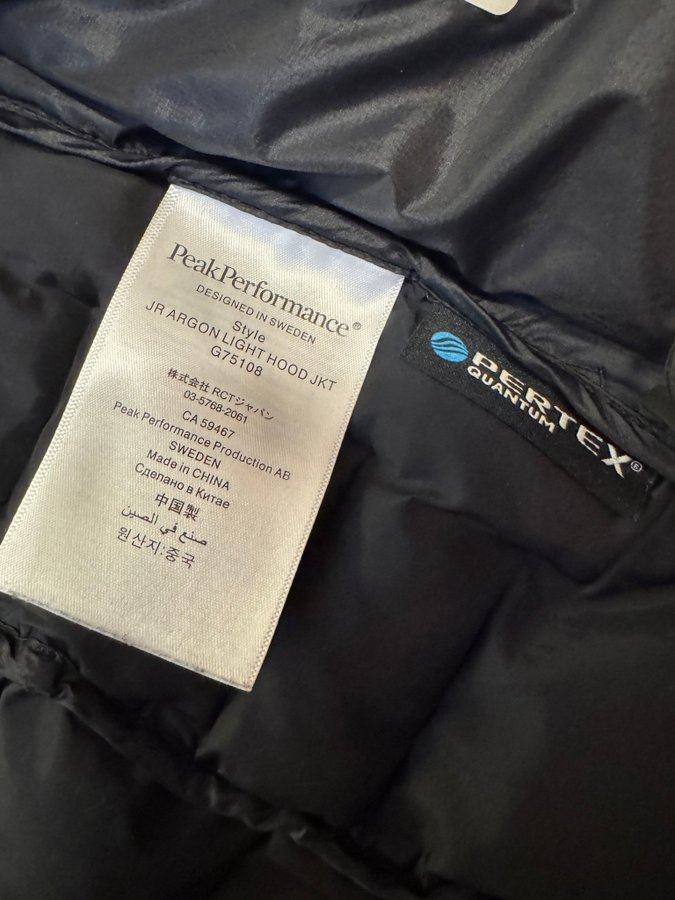 PeakPerformance®
DESIGNED IN SWEDEN
Style
JR ARGON LIGHT HOOD JKT
G75108
株式会社 RCTジャパン
03-5768-2061
CA 59467
Peak Performance Production AB
SWEDEN
Made in CHINA
Сделано в Китае
中国製
صنع في الصين
원산지:중국
PERTEX®
QUANTUM